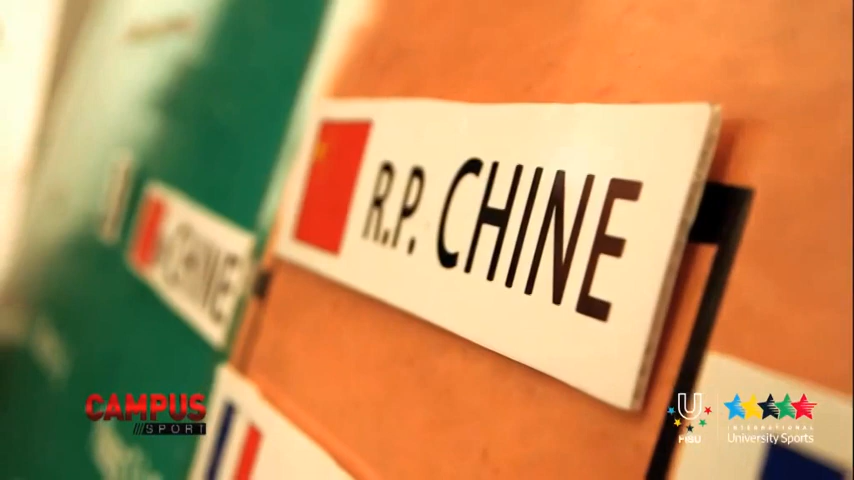 R.P. CHINE
CHINE
CAMPUS
///SPORT
FISU
INTERNATIONAL
University Sports